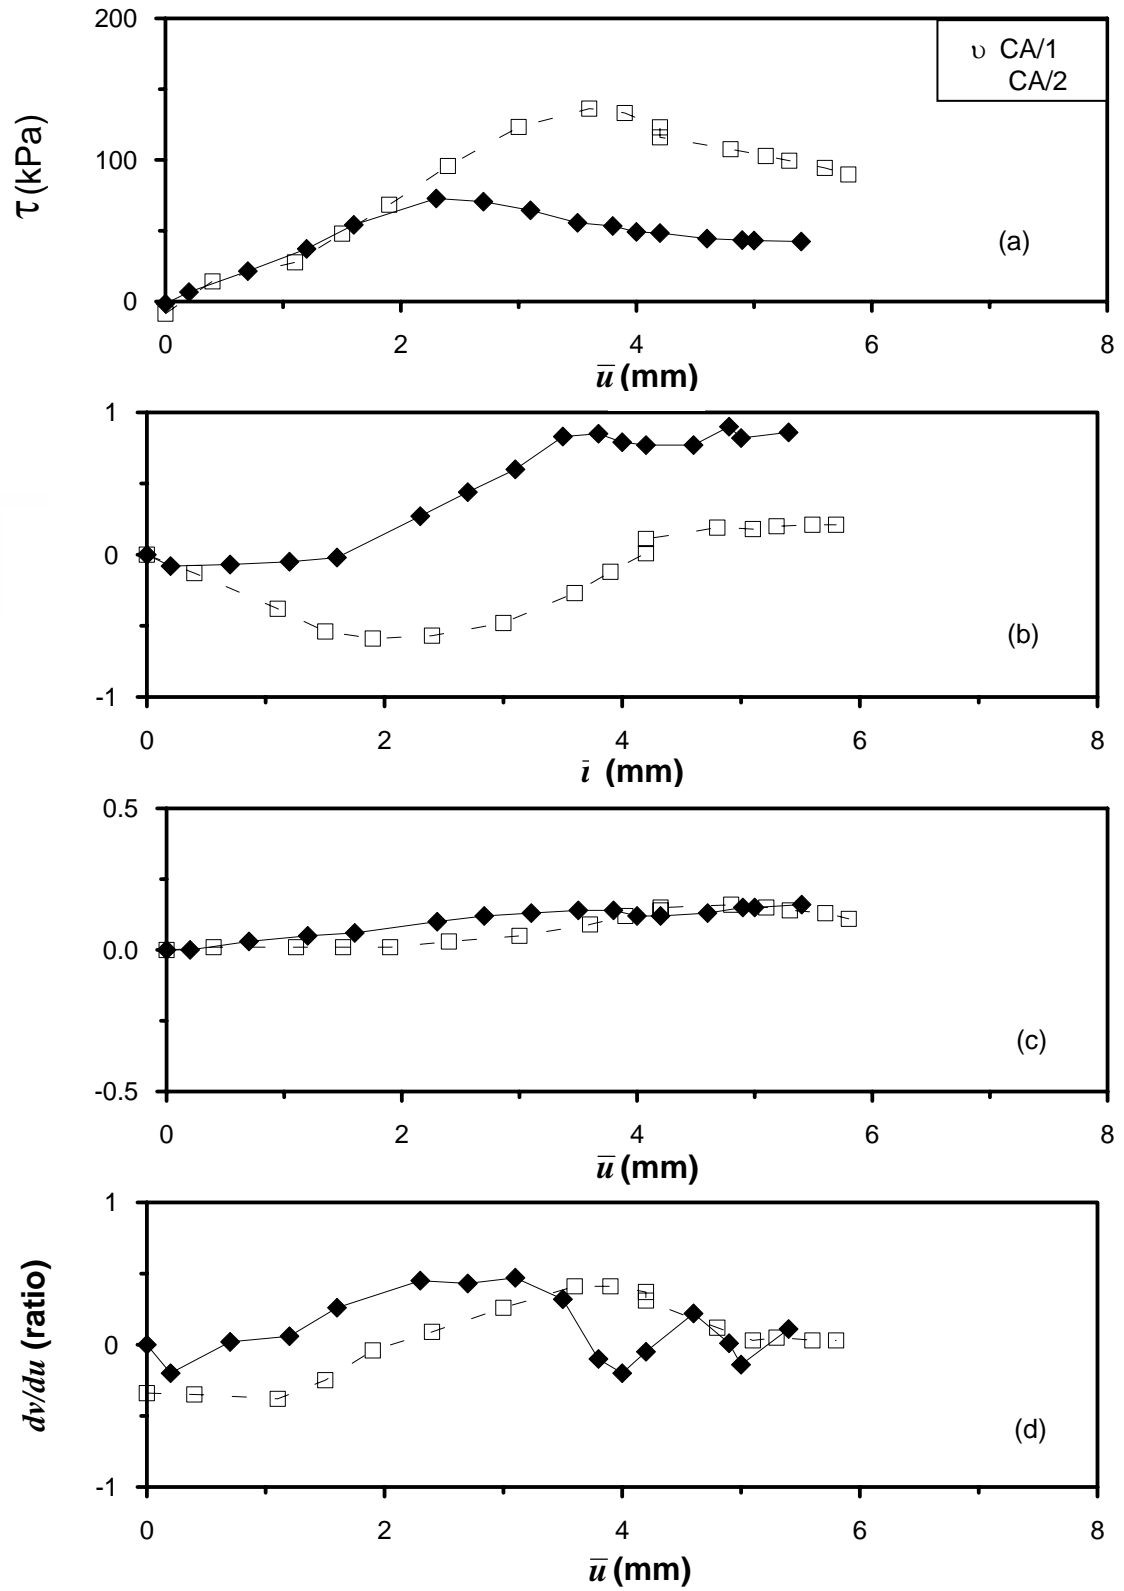 200
υ CA/1
CA/2
τ (kPa)
100
(a)
0
0 2 4 6 8
u̅ (mm)
1
0
(b)
-1
0 2 4 6 8
ı̅ (mm)
0.5
0.0
(c)
-0.5
0 2 4 6 8
u̅ (mm)
1
dv/du (ratio)
0
(d)
-1
0 2 4 6 8
u̅ (mm)